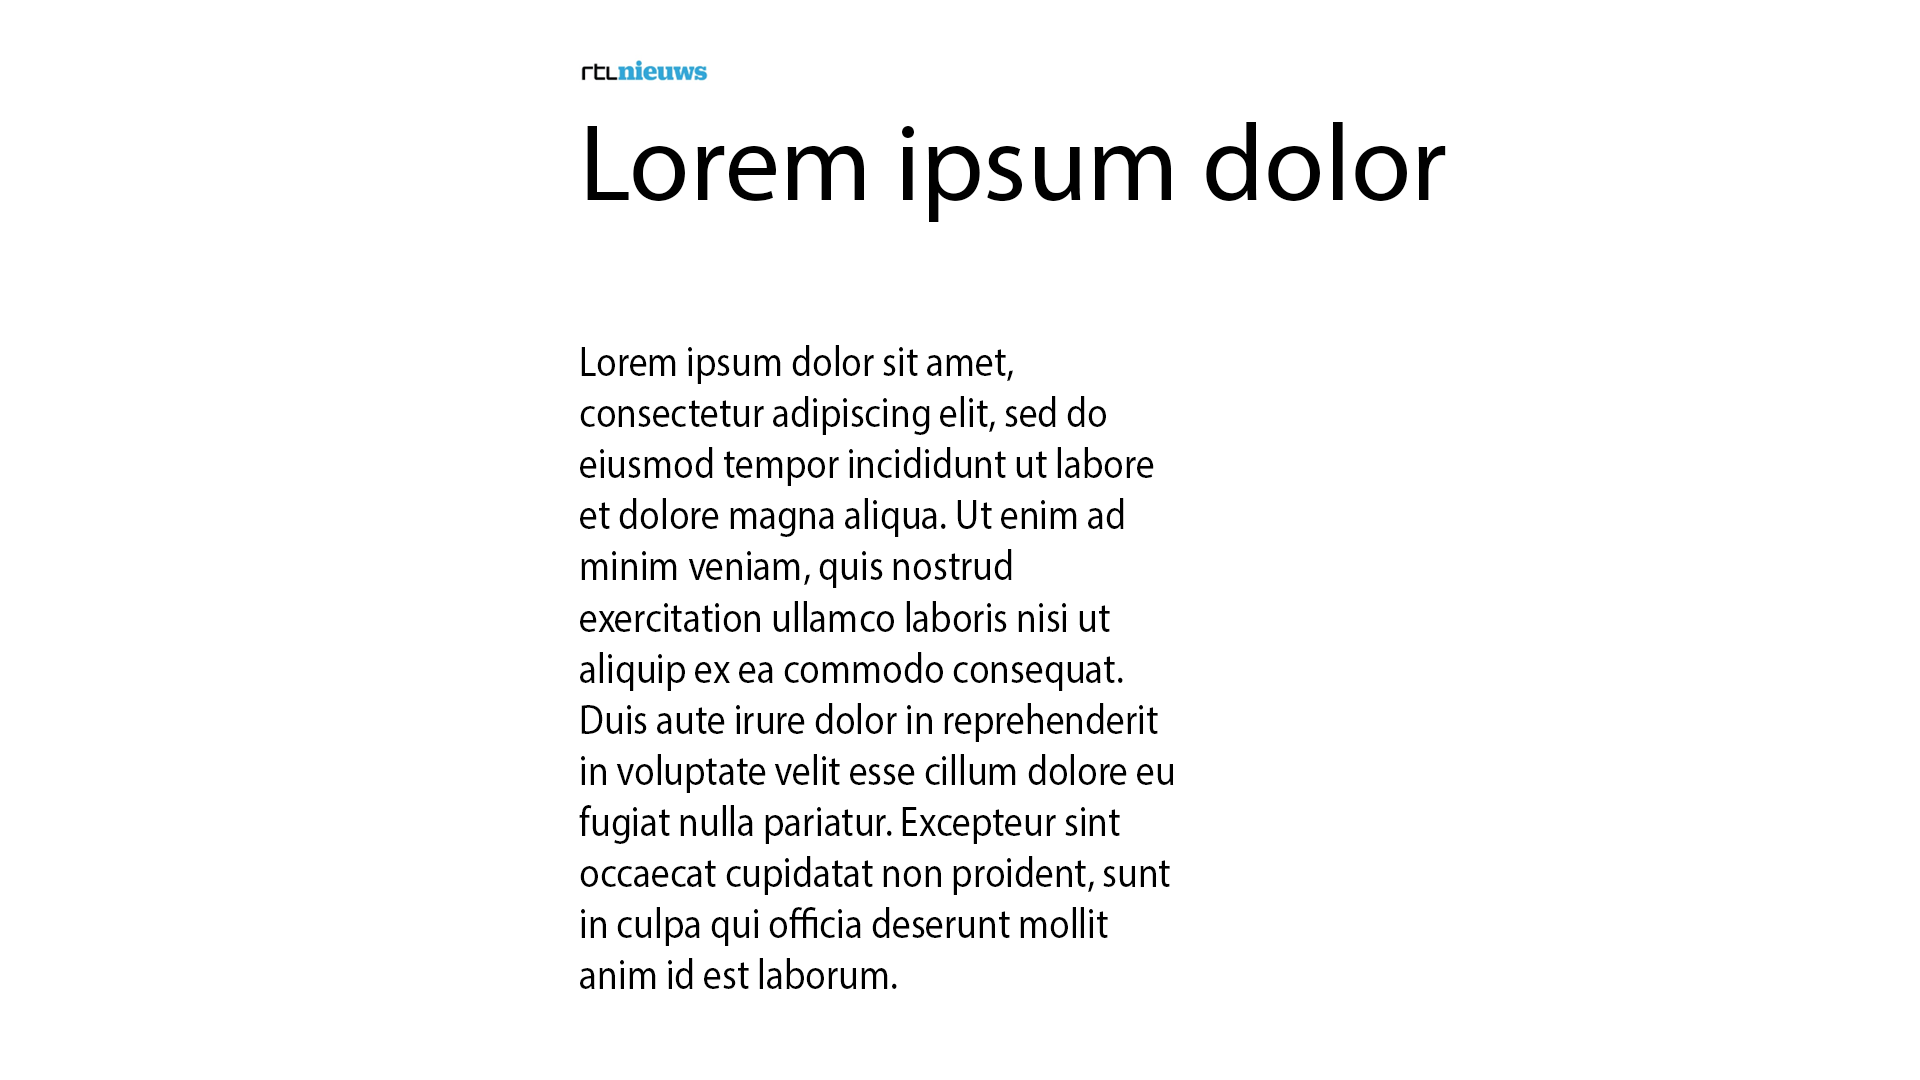 rtlnieuws
Lorem ipsum dolor
Lorem ipsum dolor sit amet,
consectetur adipiscing elit, sed do
eiusmod tempor incididunt ut labore
et dolore magna aliqua. Ut enim ad
minim veniam, quis nostrud
exercitation ullamco laboris nisi ut
aliquip ex ea commodo consequat.
Duis aute irure dolor in reprehenderit
in voluptate velit esse cillum dolore eu
fugiat nulla pariatur. Excepteur sint
occaecat cupidatat non proident, sunt
in culpa qui officia deserunt mollit
anim id est laborum.